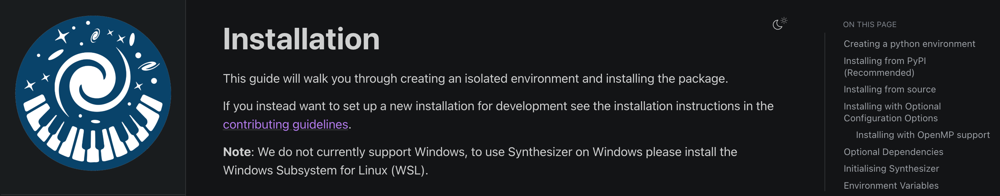 Installation
This guide will walk you through creating an isolated environment and installing the package.
If you instead want to set up a new installation for development see the installation instructions in the
contributing guidelines.
Note: We do not currently support Windows, to use Synthesizer on Windows please install the
Windows Subsystem for Linux (WSL).
ON THIS PAGE
Creating a python environment
Installing from PyPI
(Recommended)
Installing from source
Installing with Optional
Configuration Options
Installing with OpenMP support
Optional Dependencies
Initialising Synthesizer
Environment Variables